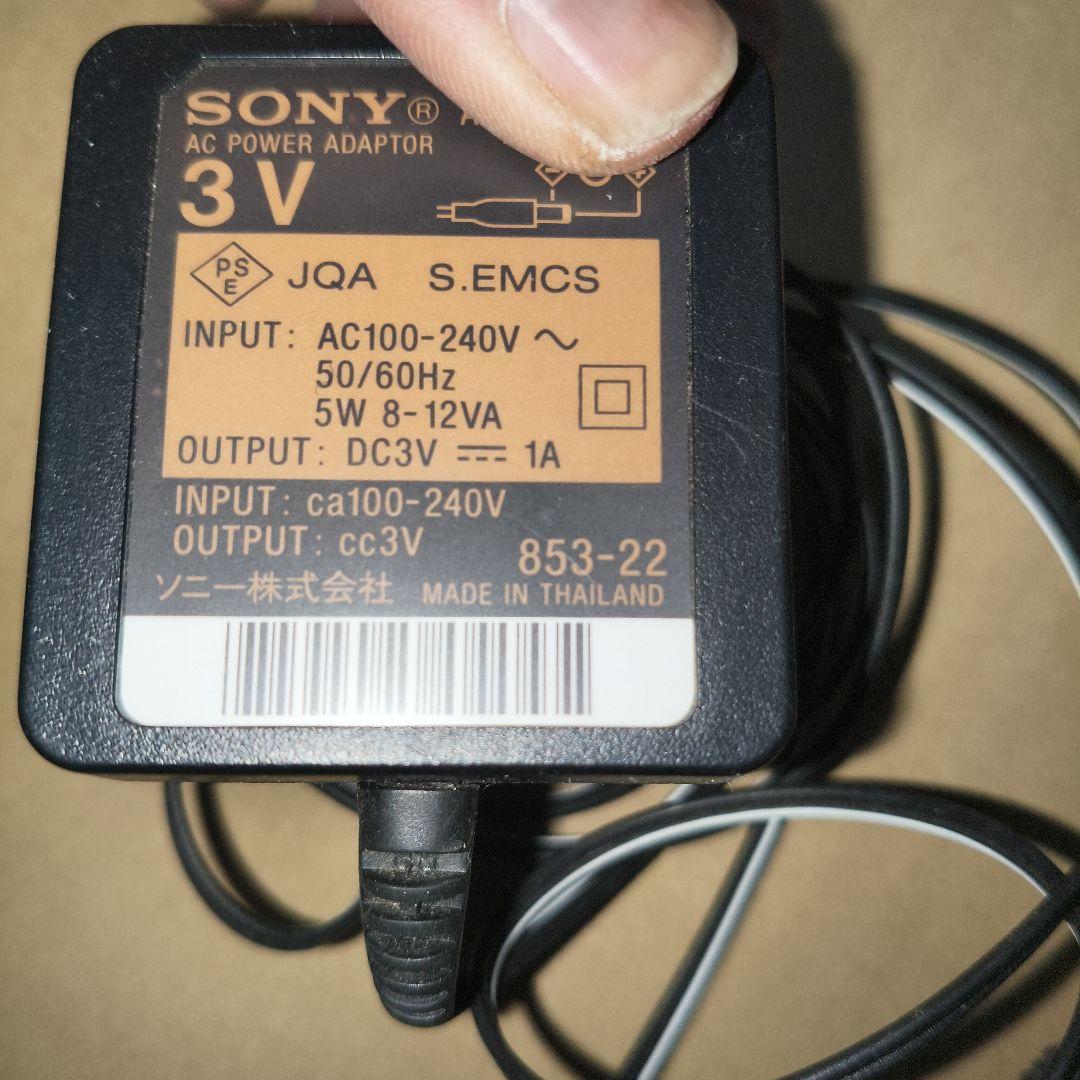 SONY®
AC POWER ADAPTOR
3V
PSE JQA S.EMCS
INPUT: AC100-240V ~
50/60Hz
5W 8-12VA
OUTPUT: DC3V ⎓ 1A
INPUT: ca100-240V
OUTPUT: cc3V
853-22
ソニー株式会社 MADE IN THAILAND